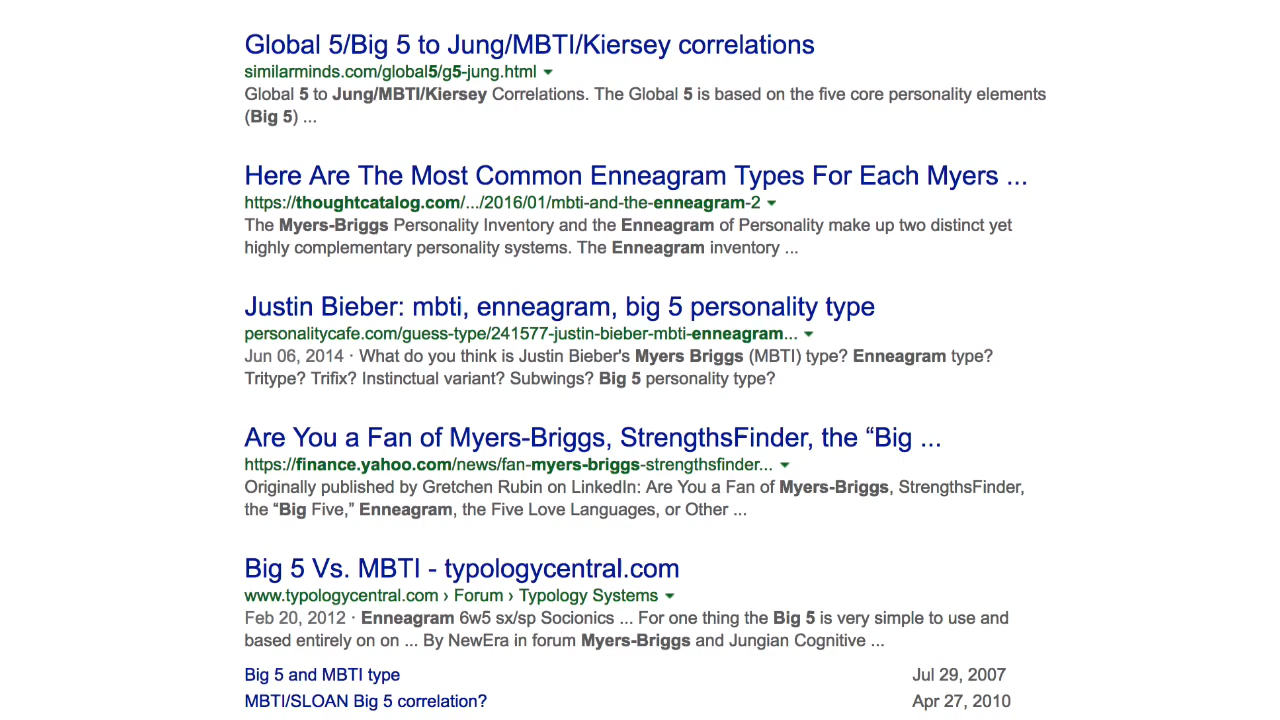 Global 5/Big 5 to Jung/MBTI/Kiersey correlations
similarminds.com/global5/g5-jung.html
Global 5 to Jung/MBTI/Kiersey Correlations. The Global 5 is based on the five core personality elements
(Big 5) ...
Here Are The Most Common Enneagram Types For Each Myers ...
https://thoughtcatalog.com/.../2016/01/mbti-and-the-enneagram-2
The Myers-Briggs Personality Inventory and the Enneagram of Personality make up two distinct yet
highly complementary personality systems. The Enneagram inventory ...
Justin Bieber: mbti, enneagram, big 5 personality type
personalitycafe.com/guess-type/241577-justin-bieber-mbti-enneagram...
Jun 06, 2014 · What do you think is Justin Bieber's Myers Briggs (MBTI) type? Enneagram type?
Tritype? Trifix? Instinctual variant? Subwings? Big 5 personality type?
Are You a Fan of Myers-Briggs, StrengthsFinder, the “Big ...
https://finance.yahoo.com/news/fan-myers-briggs-strengthsfinder...
Originally published by Gretchen Rubin on LinkedIn: Are You a Fan of Myers-Briggs, StrengthsFinder,
the “Big Five,” Enneagram, the Five Love Languages, or Other ...
Big 5 Vs. MBTI - typologycentral.com
www.typologycentral.com › Forum › Typology Systems
Feb 20, 2012 · Enneagram 6w5 sx/sp Socionics ... For one thing the Big 5 is very simple to use and
based entirely on on ... By NewEra in forum Myers-Briggs and Jungian Cognitive ...
Big 5 and MBTI type Jul 29, 2007
MBTI/SLOAN Big 5 correlation? Apr 27, 2010